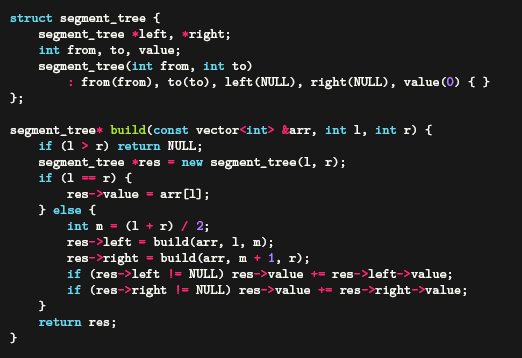 struct segment_tree {
    segment_tree *left, *right;
    int from, to, value;
    segment_tree(int from, int to)
        : from(from), to(to), left(NULL), right(NULL), value(0) { }
};

segment_tree* build(const vector<int> &arr, int l, int r) {
    if (l > r) return NULL;
    segment_tree *res = new segment_tree(l, r);
    if (l == r) {
        res->value = arr[l];
    } else {
        int m = (l + r) / 2;
        res->left = build(arr, l, m);
        res->right = build(arr, m + 1, r);
        if (res->left != NULL) res->value += res->left->value;
        if (res->right != NULL) res->value += res->right->value;
    }
    return res;
}